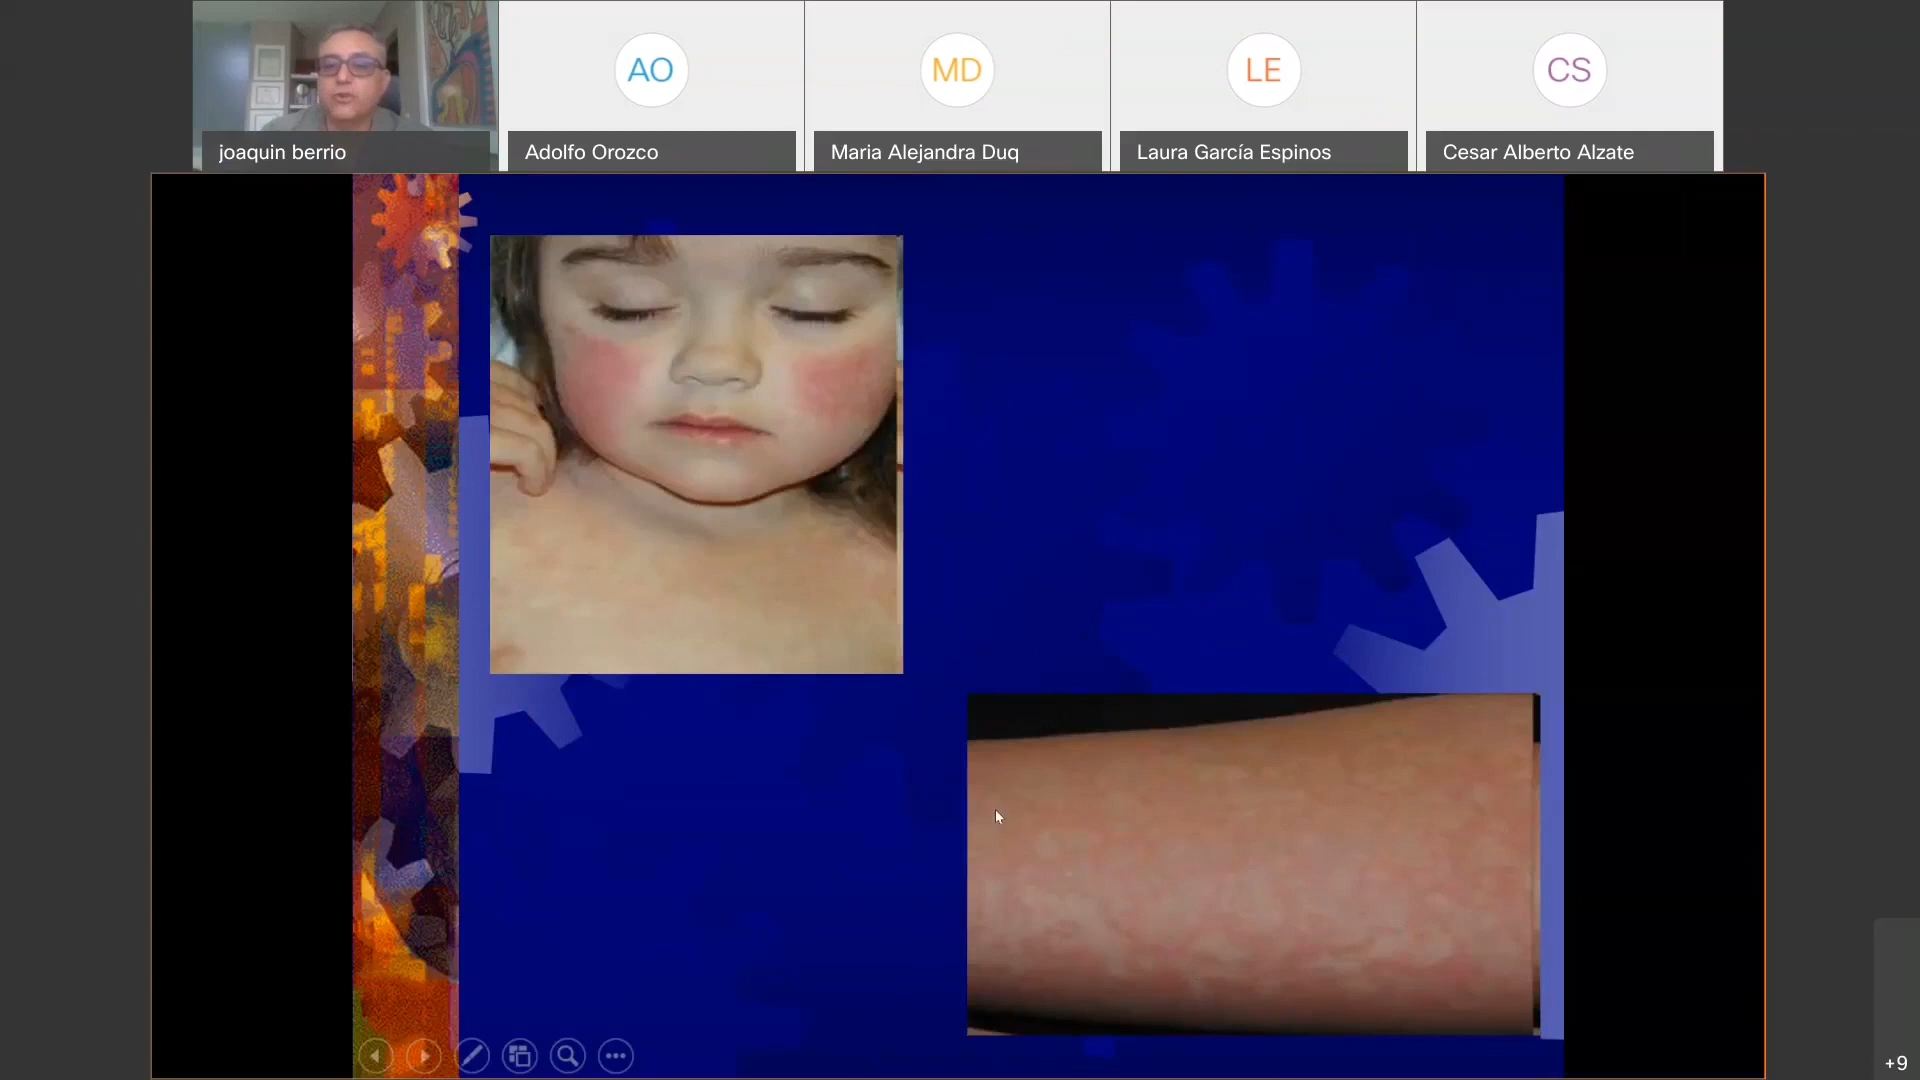 AO
MD
LE
CS
joaquin berrio
Adolfo Orozco
Maria Alejandra Duq
Laura García Espinos
Cesar Alberto Alzate
+9